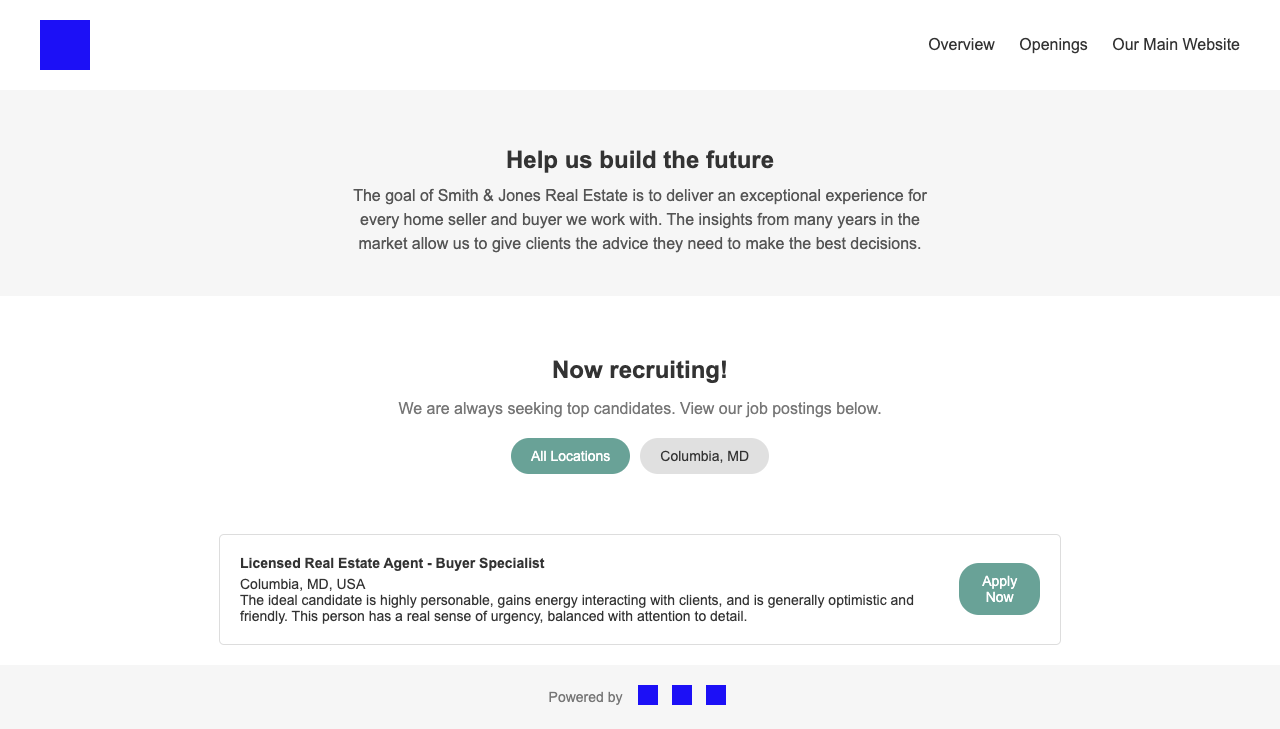 Overview Openings Our Main Website
Help us build the future
The goal of Smith & Jones Real Estate is to deliver an exceptional experience for
every home seller and buyer we work with. The insights from many years in the
market allow us to give clients the advice they need to make the best decisions.
Now recruiting!
We are always seeking top candidates. View our job postings below.
All Locations Columbia, MD
Licensed Real Estate Agent - Buyer Specialist
Columbia, MD, USA
The ideal candidate is highly personable, gains energy interacting with clients, and is generally optimistic and
friendly. This person has a real sense of urgency, balanced with attention to detail.
Apply
Now
Powered by